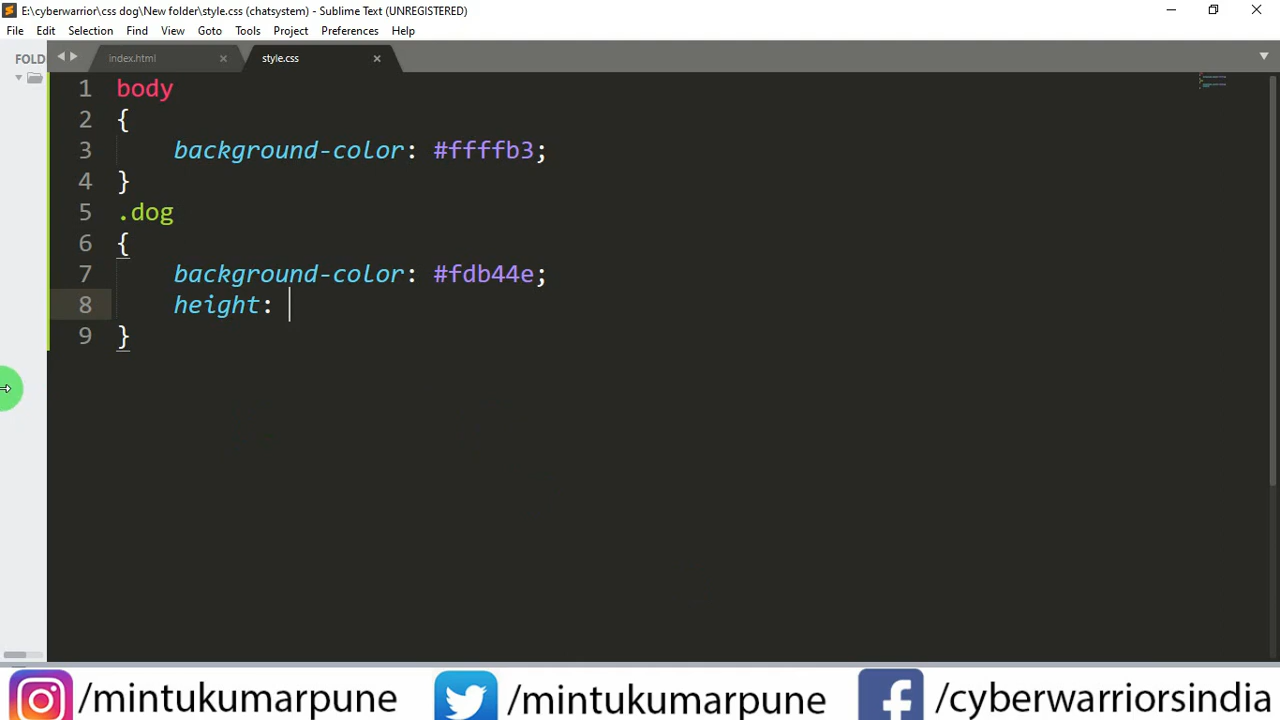 E:\cyberwarrior\css dog\New folder\style.css (chatsystem) - Sublime Text (UNREGISTERED)
File Edit Selection Find View Goto Tools Project Preferences Help
FOLD
index.html
style.css
1 body
2 {
3 background-color: #ffffb3;
4 }
5 .dog
6 {
7 background-color: #fdb44e;
8 height:
9 }
/mintukumarpune /mintukumarpune /cyberwarriorsindia